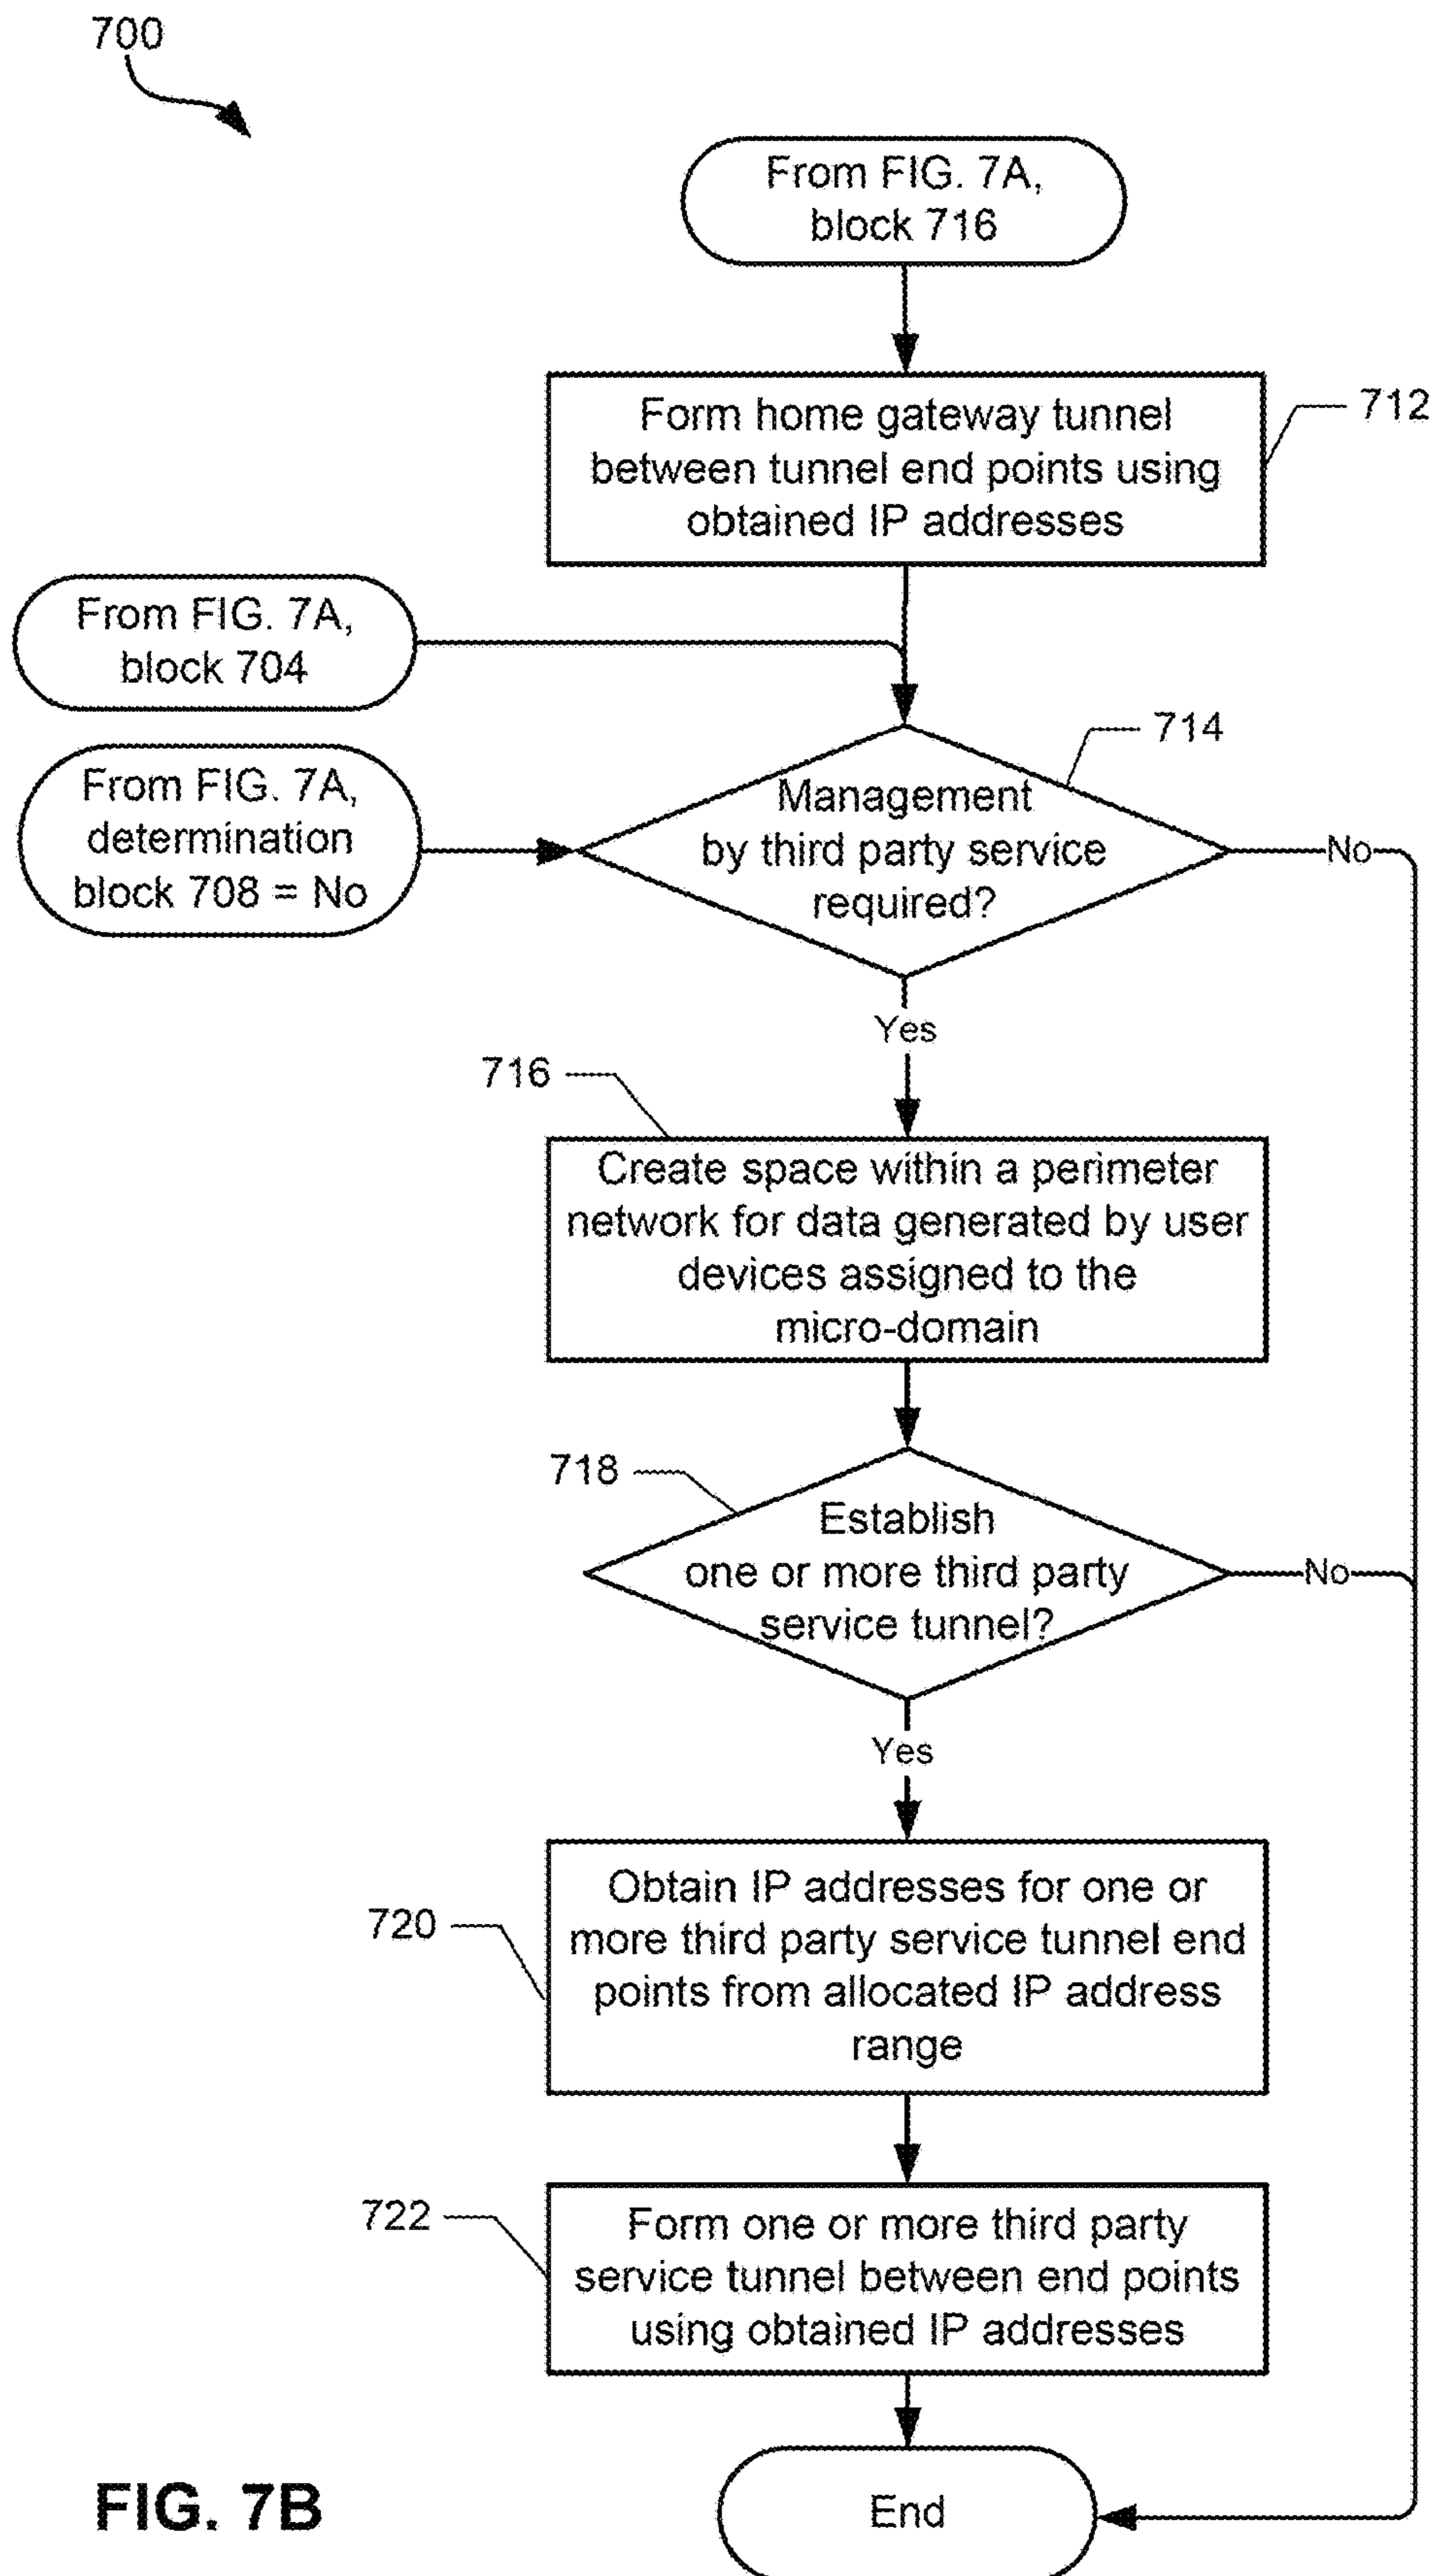 700
From FIG. 7A,
block 716
Form home gateway tunnel
between tunnel end points using
obtained IP addresses
712
From FIG. 7A,
block 704
From FIG. 7A,
determination
block 708 = No
714
Management
by third party service
required?
No
Yes
716
Create space within a perimeter
network for data generated by user
devices assigned to the
micro-domain
718
Establish
one or more third party
service tunnel?
No
Yes
720
Obtain IP addresses for one or
more third party service tunnel end
points from allocated IP address
range
722
Form one or more third party
service tunnel between end points
using obtained IP addresses
End
FIG. 7B